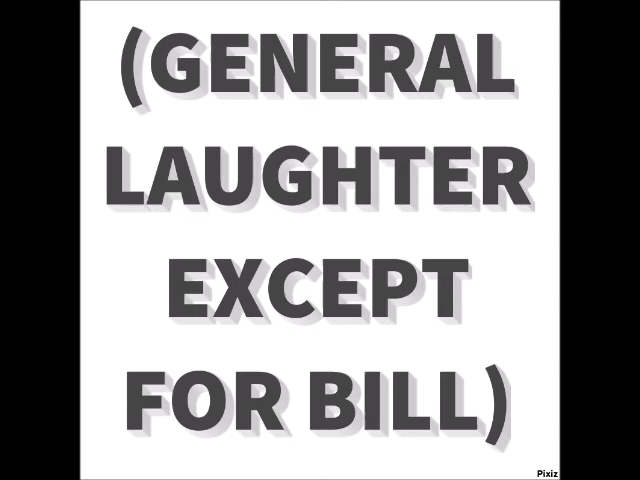 (GENERAL
LAUGHTER
EXCEPT
FOR BILL)
Pixiz